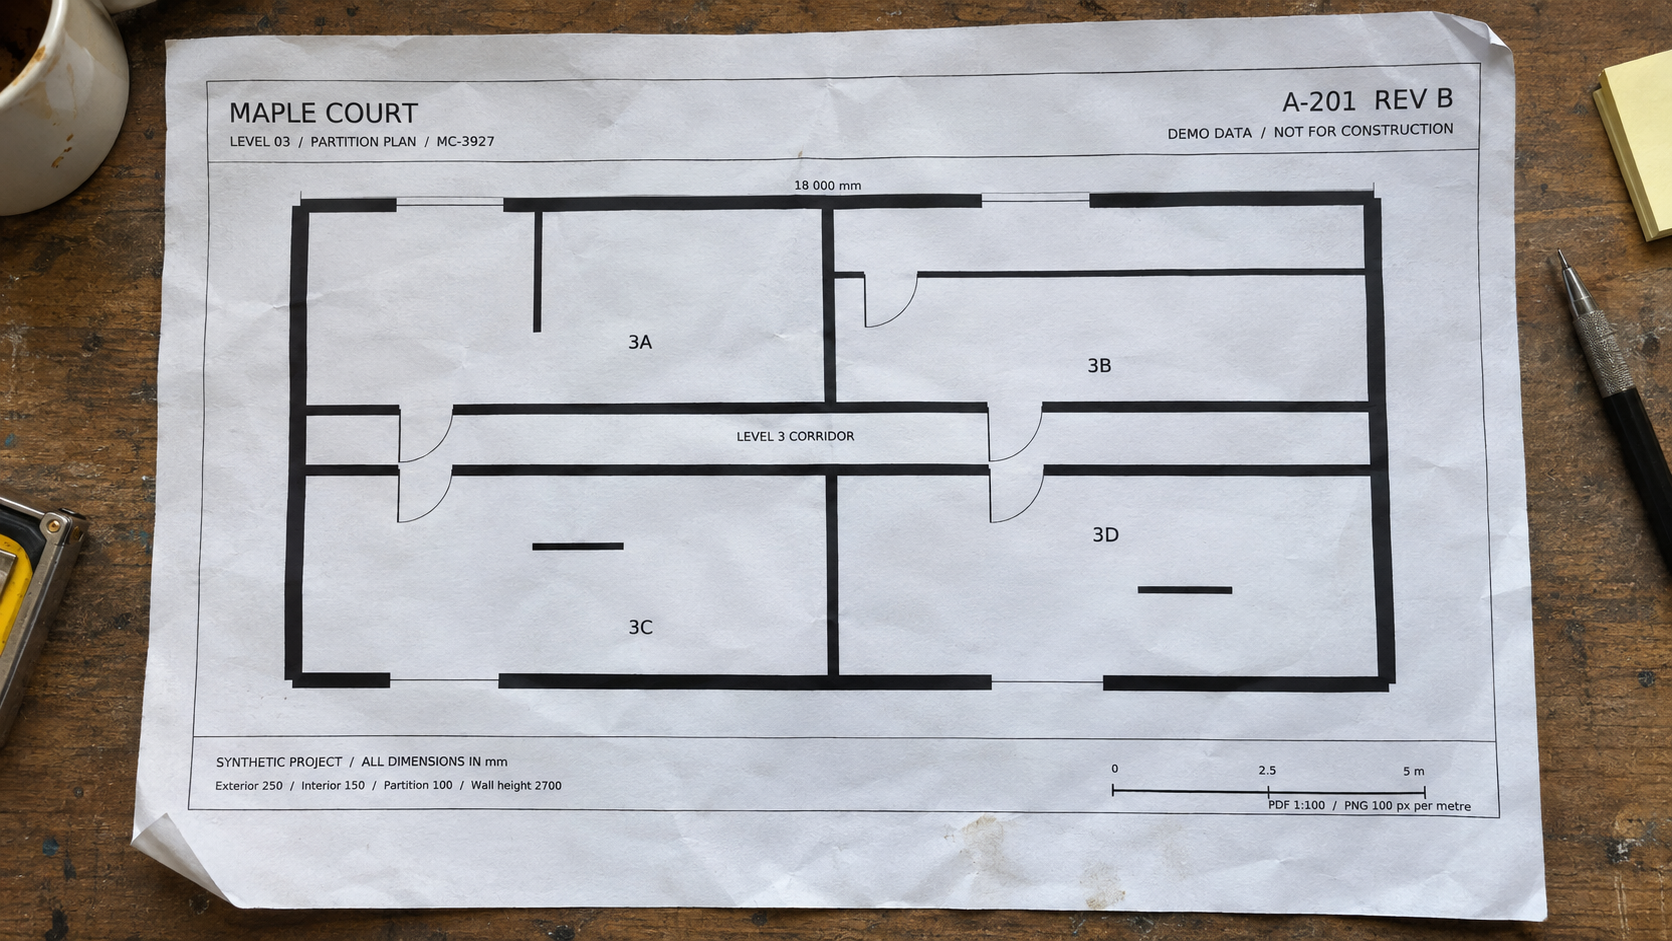 MAPLE COURT
A-201 REV B
LEVEL 03 / PARTITION PLAN / MC-3927
DEMO DATA / NOT FOR CONSTRUCTION
18 000 mm
3A
3B
LEVEL 3 CORRIDOR
3D
3C
SYNTHETIC PROJECT / ALL DIMENSIONS IN mm
Exterior 250 / Interior 150 / Partition 100 / Wall height 2700
0 2.5 5 m
PDF 1:100 / PNG 100 px per metre